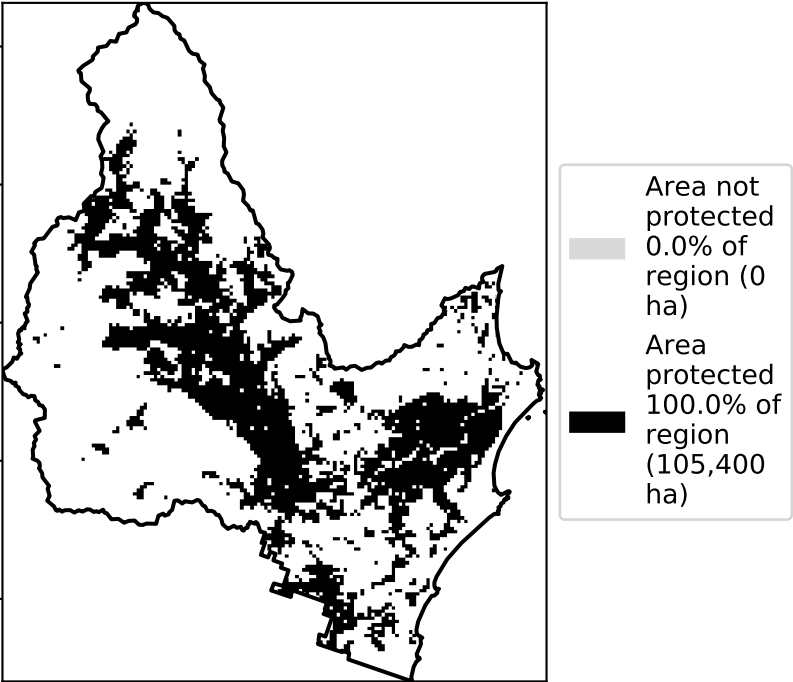 Area not
protected
0.0% of
region (0
ha)
Area
protected
100.0% of
region
(105,400
ha)